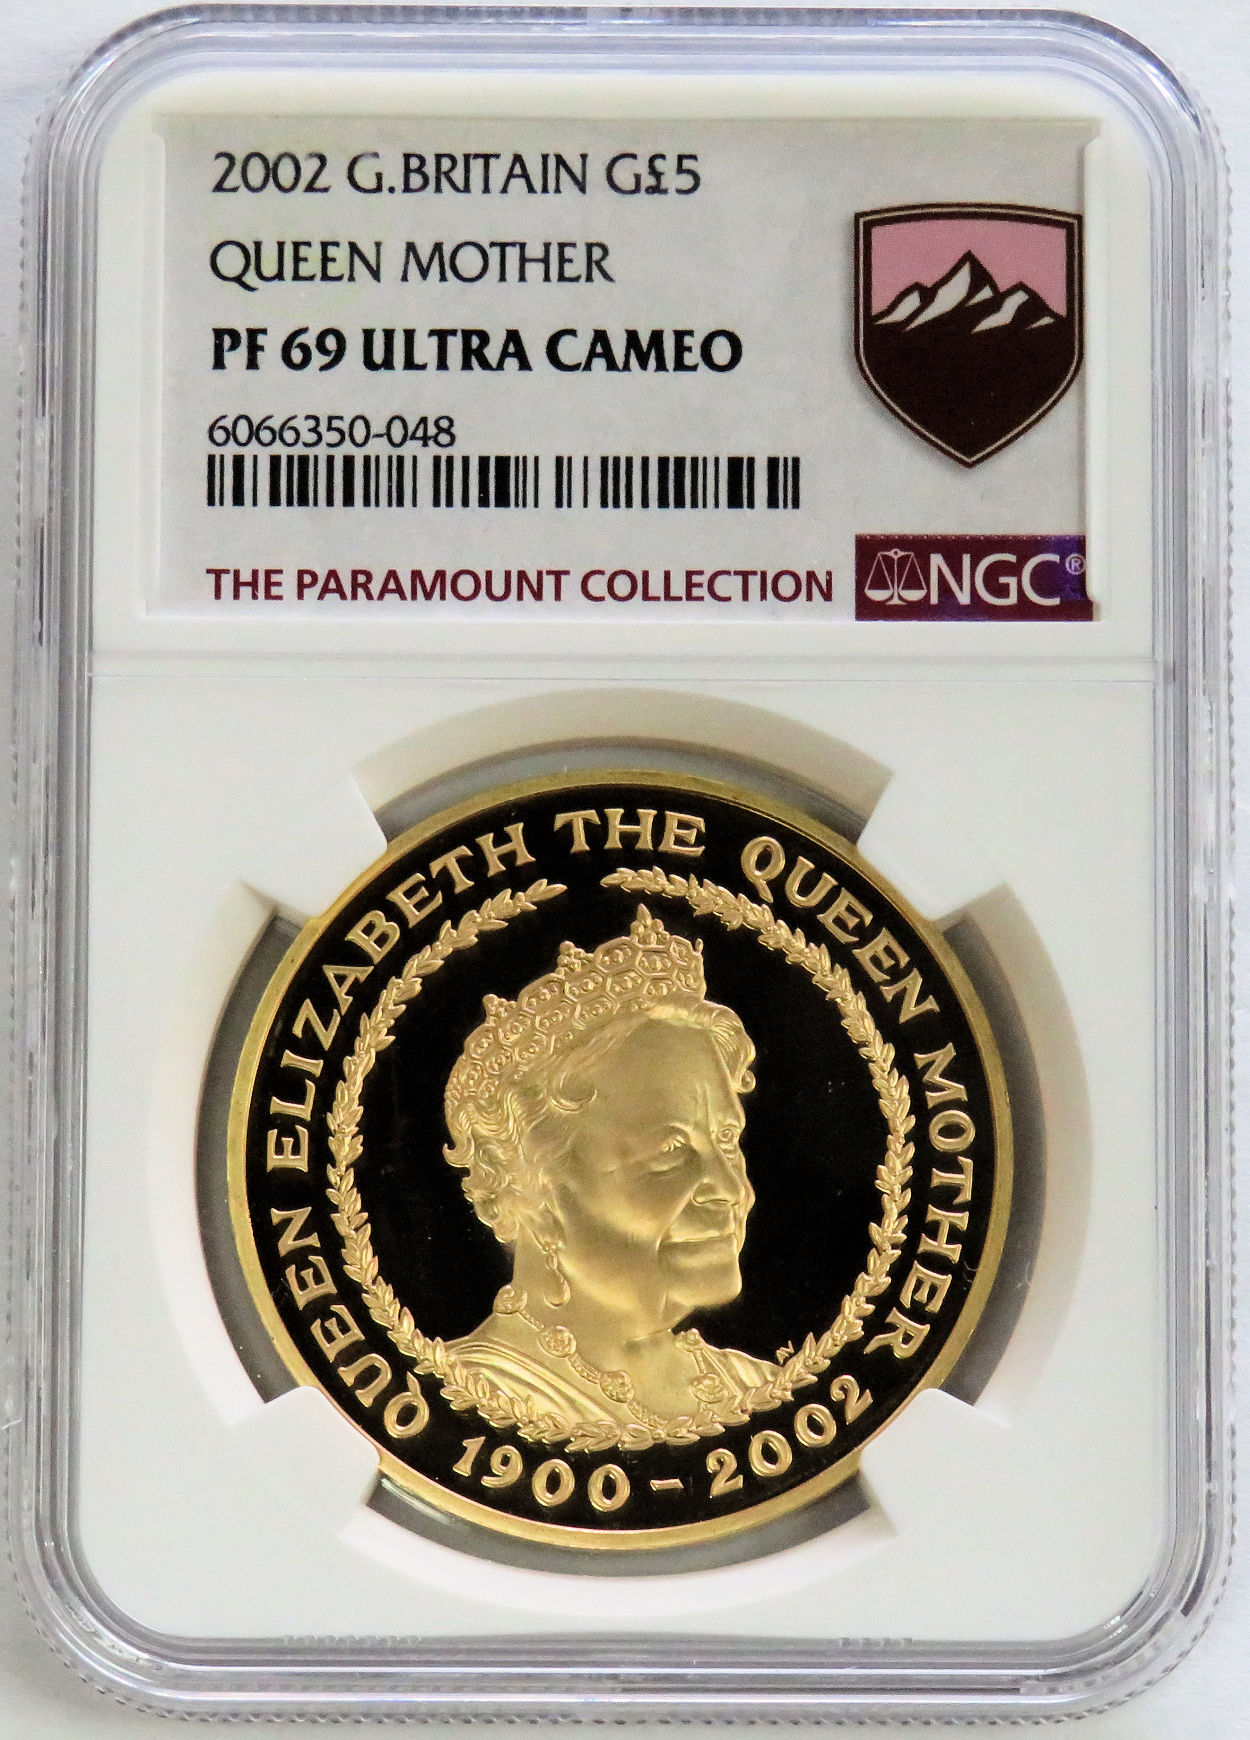 2002 G.BRITAIN G£5
QUEEN MOTHER
PF 69 ULTRA CAMEO
6066350-048
THE PARAMOUNT COLLECTION
NGC®
QUEEN ELIZABETH THE QUEEN MOTHER
AV
1900 - 2002